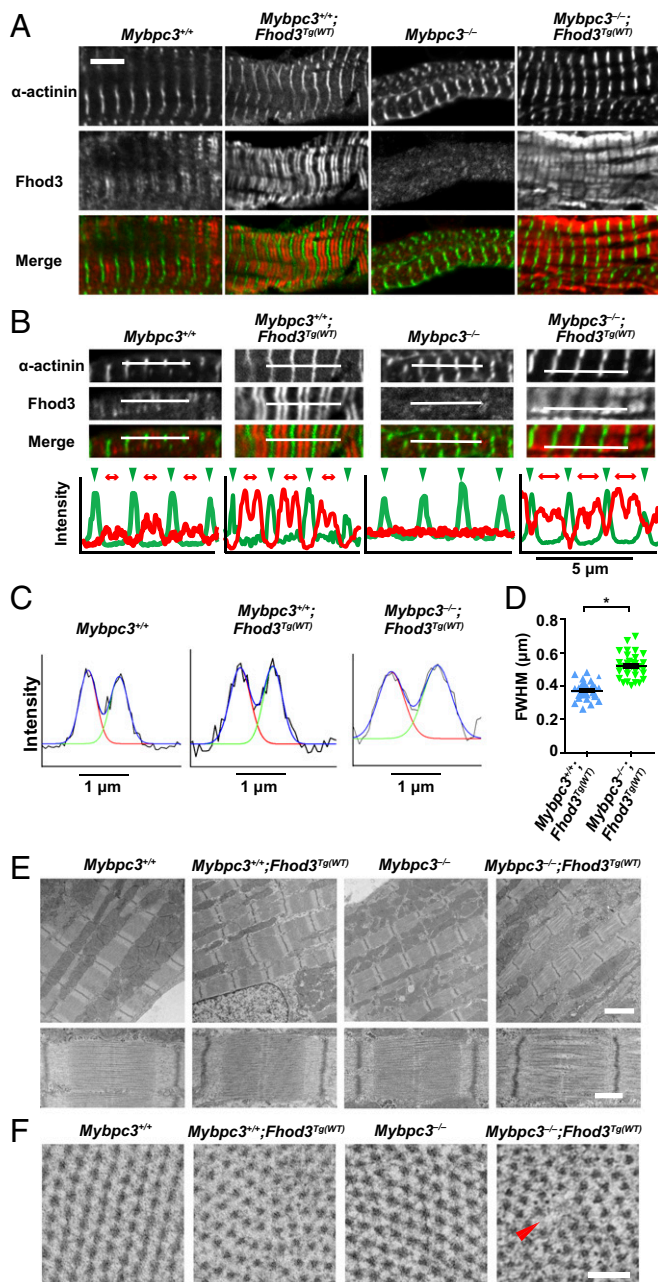 A
Mybpc3+/+
Mybpc3+/+;
Fhod3Tg(WT)
Mybpc3–/–
Mybpc3–/–;
Fhod3Tg(WT)
α-actinin
Fhod3
Merge
B
Mybpc3+/+
Mybpc3+/+;
Fhod3Tg(WT)
Mybpc3–/–
Mybpc3–/–;
Fhod3Tg(WT)
α-actinin
Fhod3
Merge
Intensity
5 µm
C
Mybpc3+/+
Mybpc3+/+;
Fhod3Tg(WT)
Mybpc3–/–;
Fhod3Tg(WT)
Intensity
1 µm
1 µm
1 µm
D
*
FWHM (µm)
0.8
0.6
0.4
0.2
0
Mybpc3+/+;
Fhod3Tg(WT)
Mybpc3–/–;
Fhod3Tg(WT)
E
Mybpc3+/+
Mybpc3+/+;Fhod3Tg(WT)
Mybpc3–/–
Mybpc3–/–;Fhod3Tg(WT)
F
Mybpc3+/+
Mybpc3+/+;Fhod3Tg(WT)
Mybpc3–/–
Mybpc3–/–;Fhod3Tg(WT)